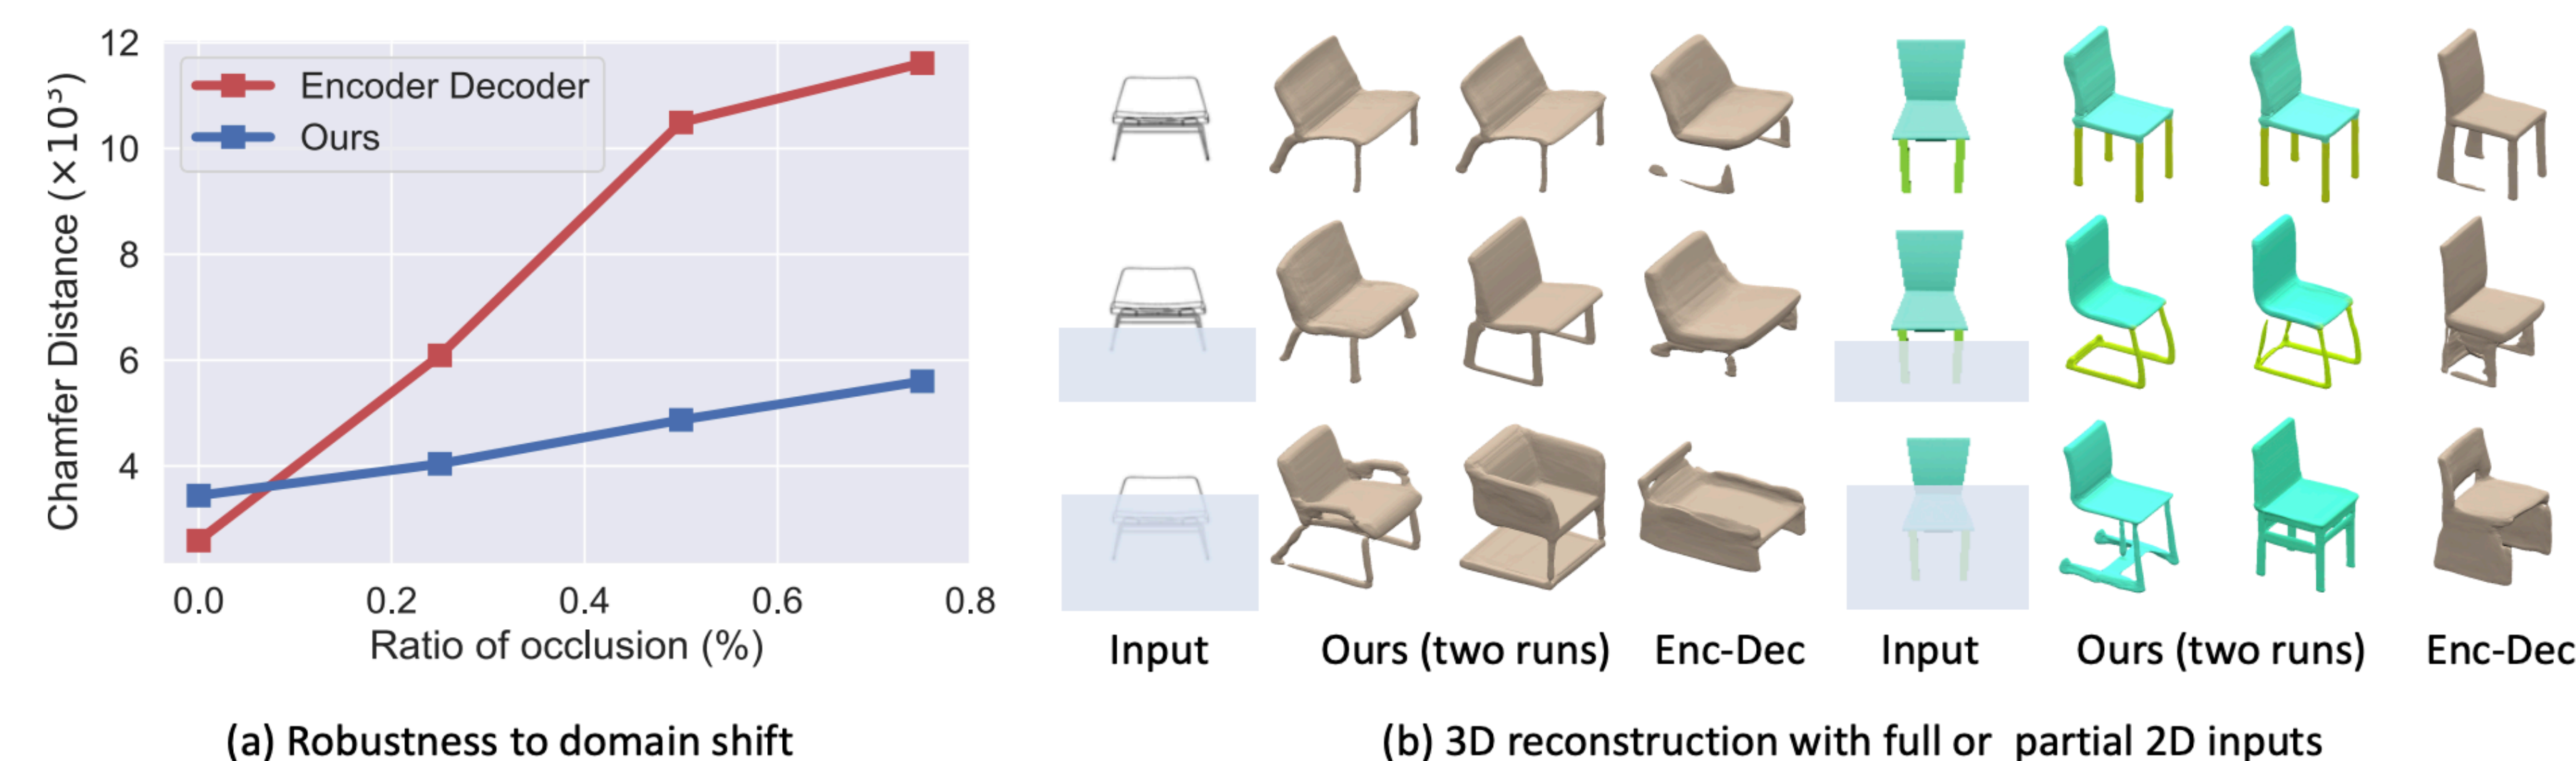 12
10
8
6
4
Chamfer Distance (×10³)
Encoder Decoder
Ours
0.0 0.2 0.4 0.6 0.8
Ratio of occlusion (%)
(a) Robustness to domain shift
Input Ours (two runs) Enc-Dec Input Ours (two runs) Enc-Dec
(b) 3D reconstruction with full or partial 2D inputs